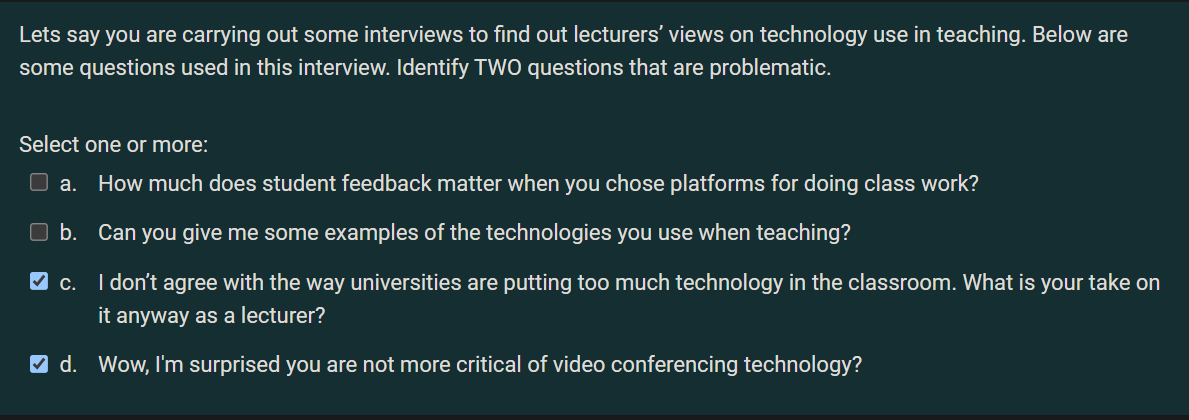 Lets say you are carrying out some interviews to find out lecturers’ views on technology use in teaching. Below are
some questions used in this interview. Identify TWO questions that are problematic.
Select one or more:
a. How much does student feedback matter when you chose platforms for doing class work?
b. Can you give me some examples of the technologies you use when teaching?
c. I don’t agree with the way universities are putting too much technology in the classroom. What is your take on
it anyway as a lecturer?
d. Wow, I'm surprised you are not more critical of video conferencing technology?